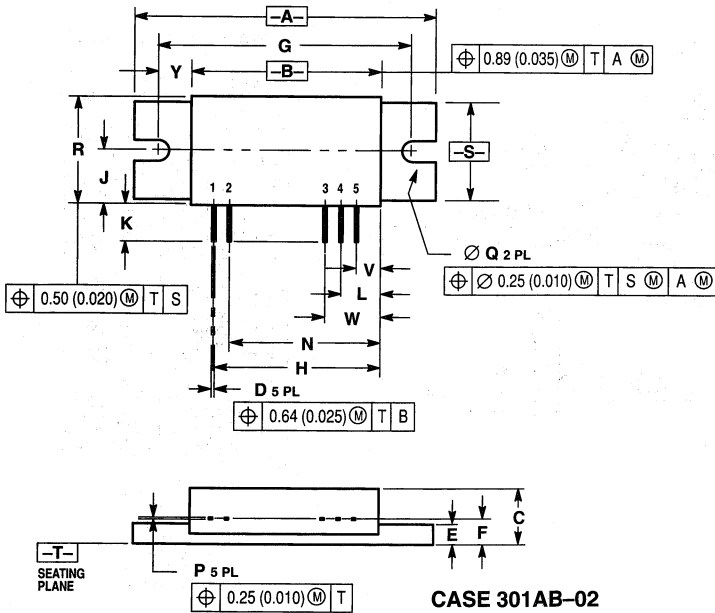 –A–
G
Y
–B–
⌖ 0.89 (0.035) Ⓜ T A Ⓜ
R
J
–S–
1 2 3 4 5
K
V
Ø Q 2 PL
⌖ Ø 0.25 (0.010) Ⓜ T S Ⓜ A Ⓜ
L
⌖ 0.50 (0.020) Ⓜ T S
W
N
H
D 5 PL
⌖ 0.64 (0.025) Ⓜ T B
C
E
F
–T–
SEATING
PLANE
P 5 PL
⌖ 0.25 (0.010) Ⓜ T
CASE 301AB–02